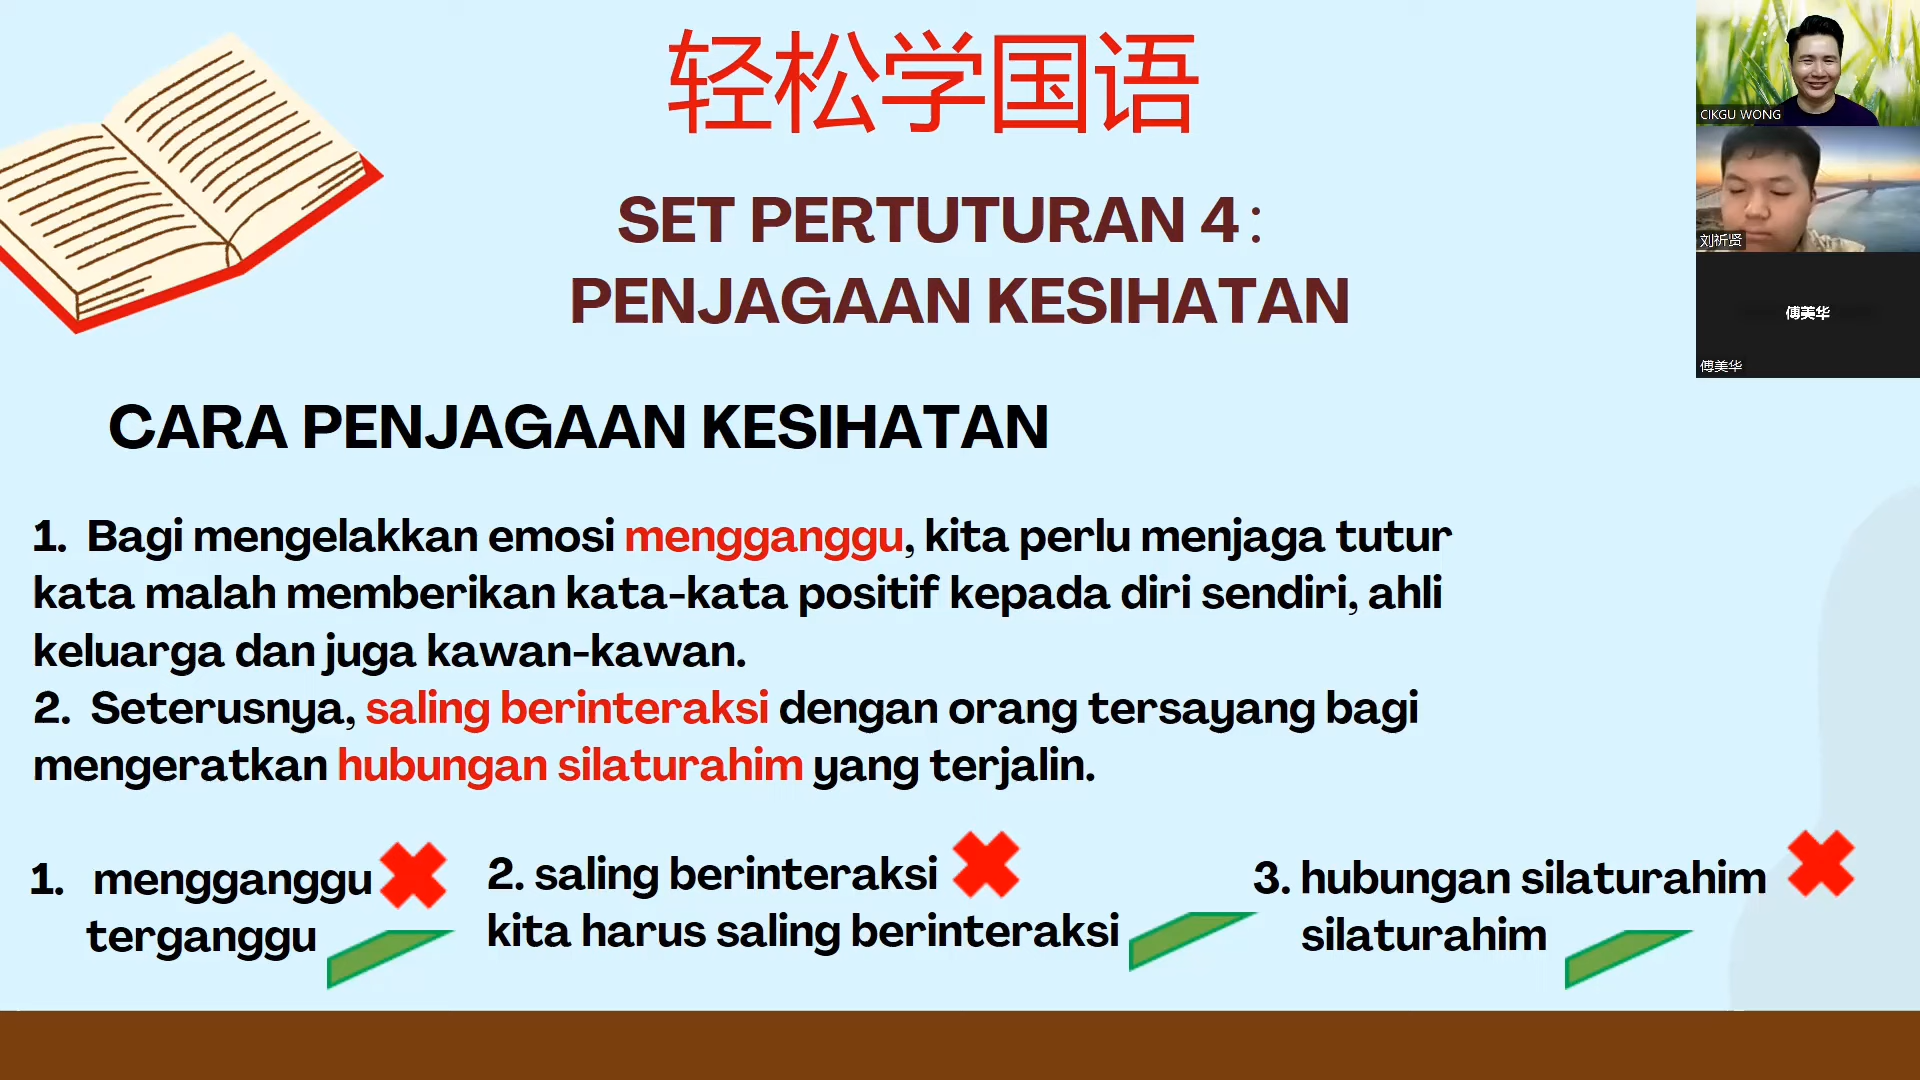 轻松学国语
SET PERTUTURAN 4:
PENJAGAAN KESIHATAN
CARA PENJAGAAN KESIHATAN
1. Bagi mengelakkan emosi mengganggu, kita perlu menjaga tutur
kata malah memberikan kata-kata positif kepada diri sendiri, ahli
keluarga dan juga kawan-kawan.
2. Seterusnya, saling berinteraksi dengan orang tersayang bagi
mengeratkan hubungan silaturahim yang terjalin.
1. mengganggu
terganggu
2. saling berinteraksi
kita harus saling berinteraksi
3. hubungan silaturahim
silaturahim
CIKGU WONG
刘祈贤
傅美华
傅美华